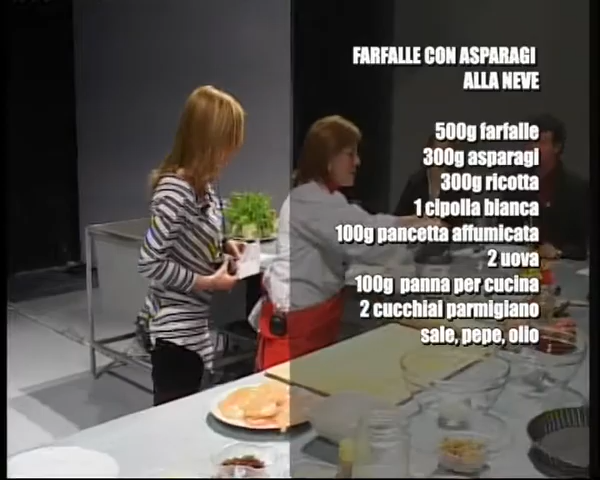 FARFALLE CON ASPARAGI
ALLA NEVE
500g farfalle
300g asparagi
300g ricotta
1 cipolla bianca
100g pancetta affumicata
2 uova
100g panna per cucina
2 cucchiai parmigiano
sale, pepe, olio